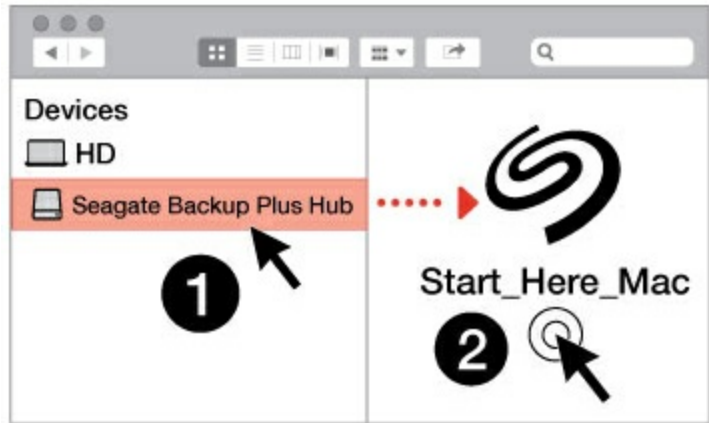 Devices
HD
Seagate Backup Plus Hub
1
Start_Here_Mac
2